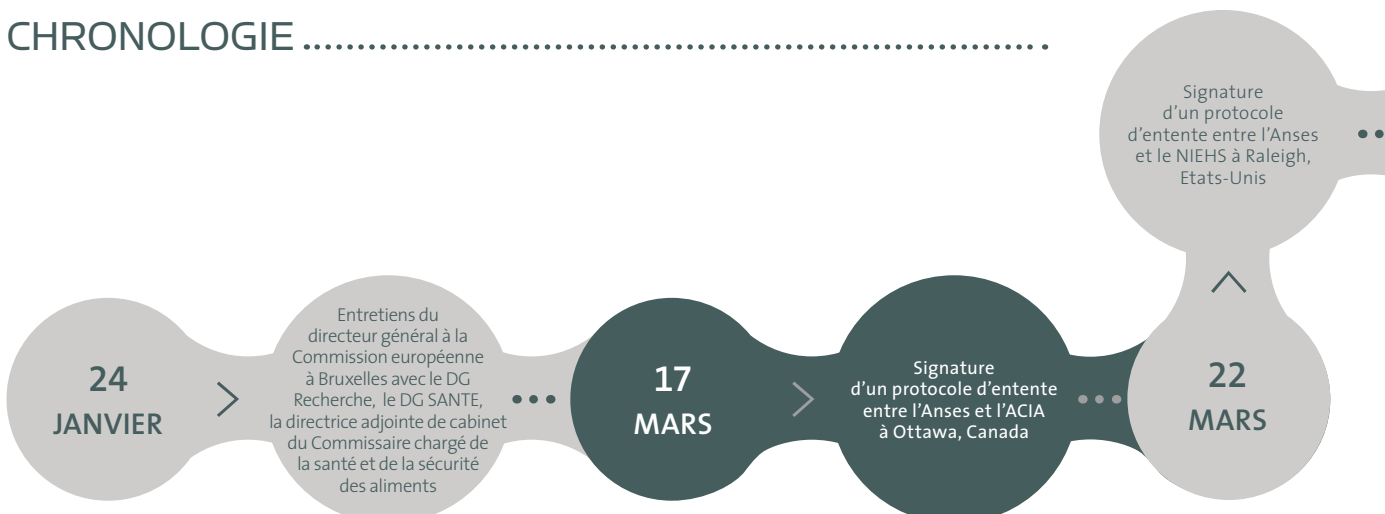 CHRONOLOGIE
24
JANVIER
Entretiens du
directeur général à la
Commission européenne
à Bruxelles avec le DG
Recherche, le DG SANTE,
la directrice adjointe de cabinet
du Commissaire chargé de
la santé et de la sécurité
des aliments
17
MARS
Signature
d'un protocole d'entente
entre l'Anses et l'ACIA
à Ottawa, Canada
22
MARS
Signature
d'un protocole
d'entente entre l'Anses
et le NIEHS à Raleigh,
Etats-Unis